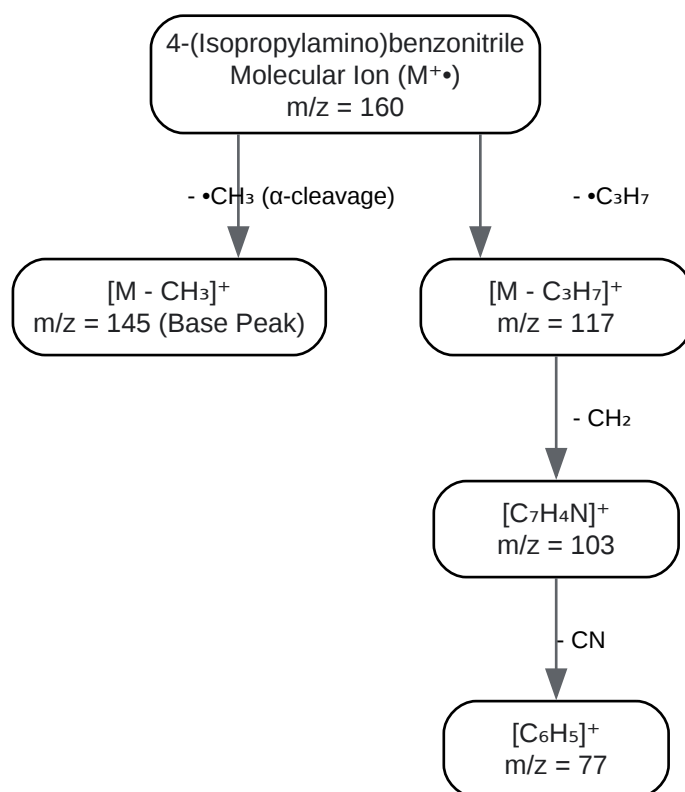 4-(Isopropylamino)benzonitrile
Molecular Ion (M⁺•)
m/z = 160
- •CH₃ (α-cleavage)
- •C₃H₇
[M - CH₃]⁺
m/z = 145 (Base Peak)
[M - C₃H₇]⁺
m/z = 117
- CH₂
[C₇H₄N]⁺
m/z = 103
- CN
[C₆H₅]⁺
m/z = 77